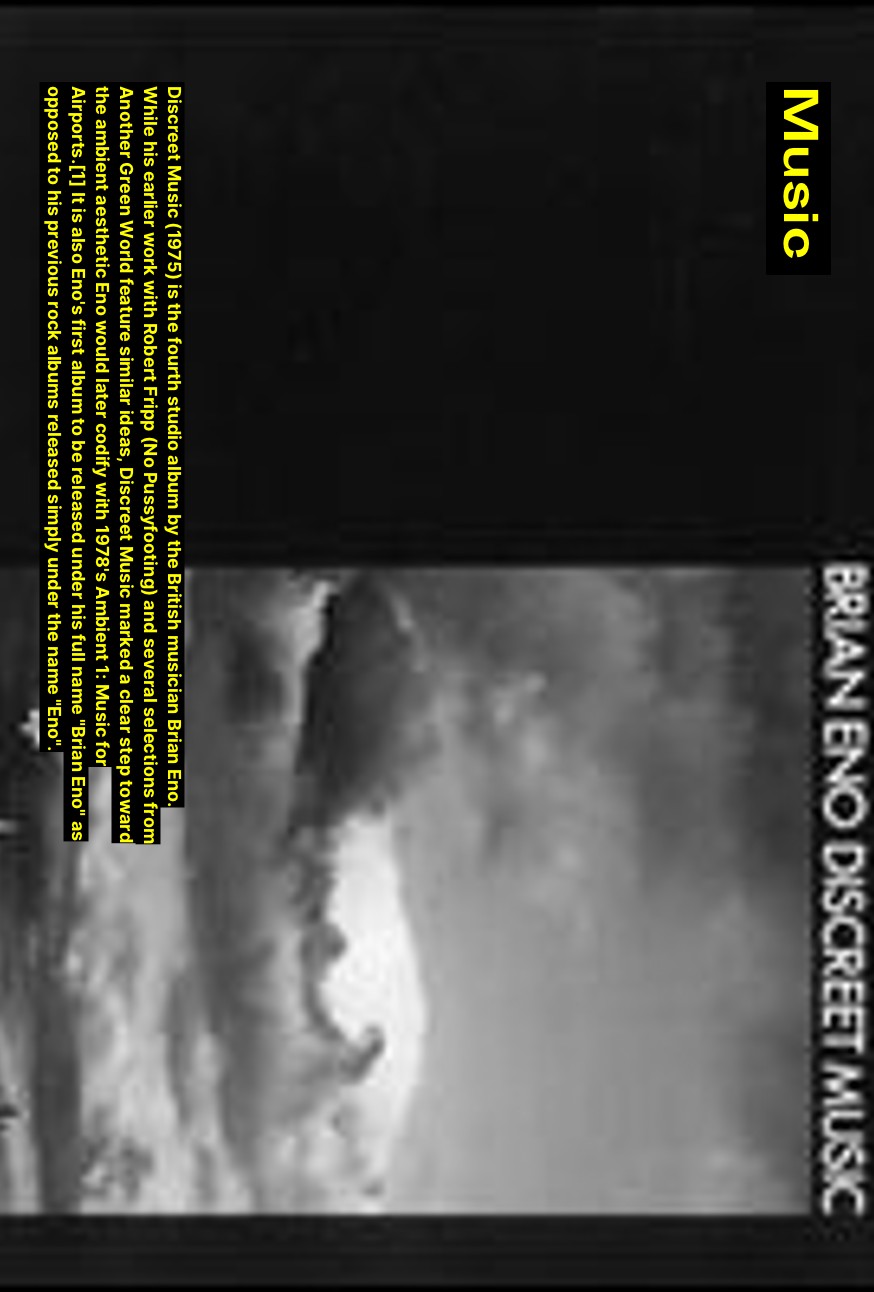 Music
BRIAN ENO DISCREET MUSIC
Discreet Music (1975) is the fourth studio album by the British musician Brian Eno.
While his earlier work with Robert Fripp (No Pussyfooting) and several selections from
Another Green World feature similar ideas, Discreet Music marked a clear step toward
the ambient aesthetic Eno would later codify with 1978's Ambient 1: Music for
Airports.[1] It is also Eno's first album to be released under his full name "Brian Eno" as
opposed to his previous rock albums released simply under the name "Eno".